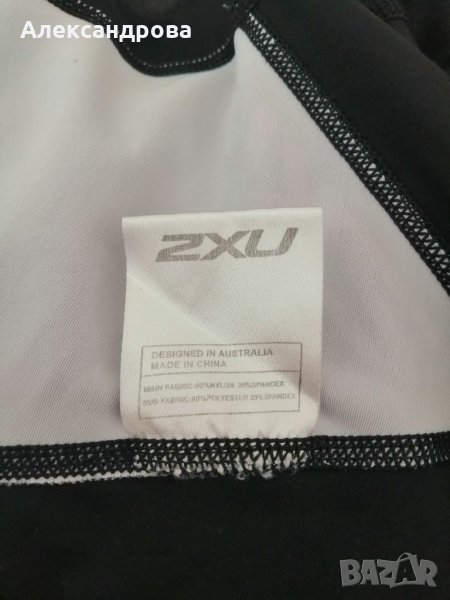 Александрова
2XU
DESIGNED IN AUSTRALIA
MADE IN CHINA
MAIN FABRIC:80%NYLON 20%SPANDEX
SUB FABRIC:80%POLYESTER 20%SPANDEX
BAZAR